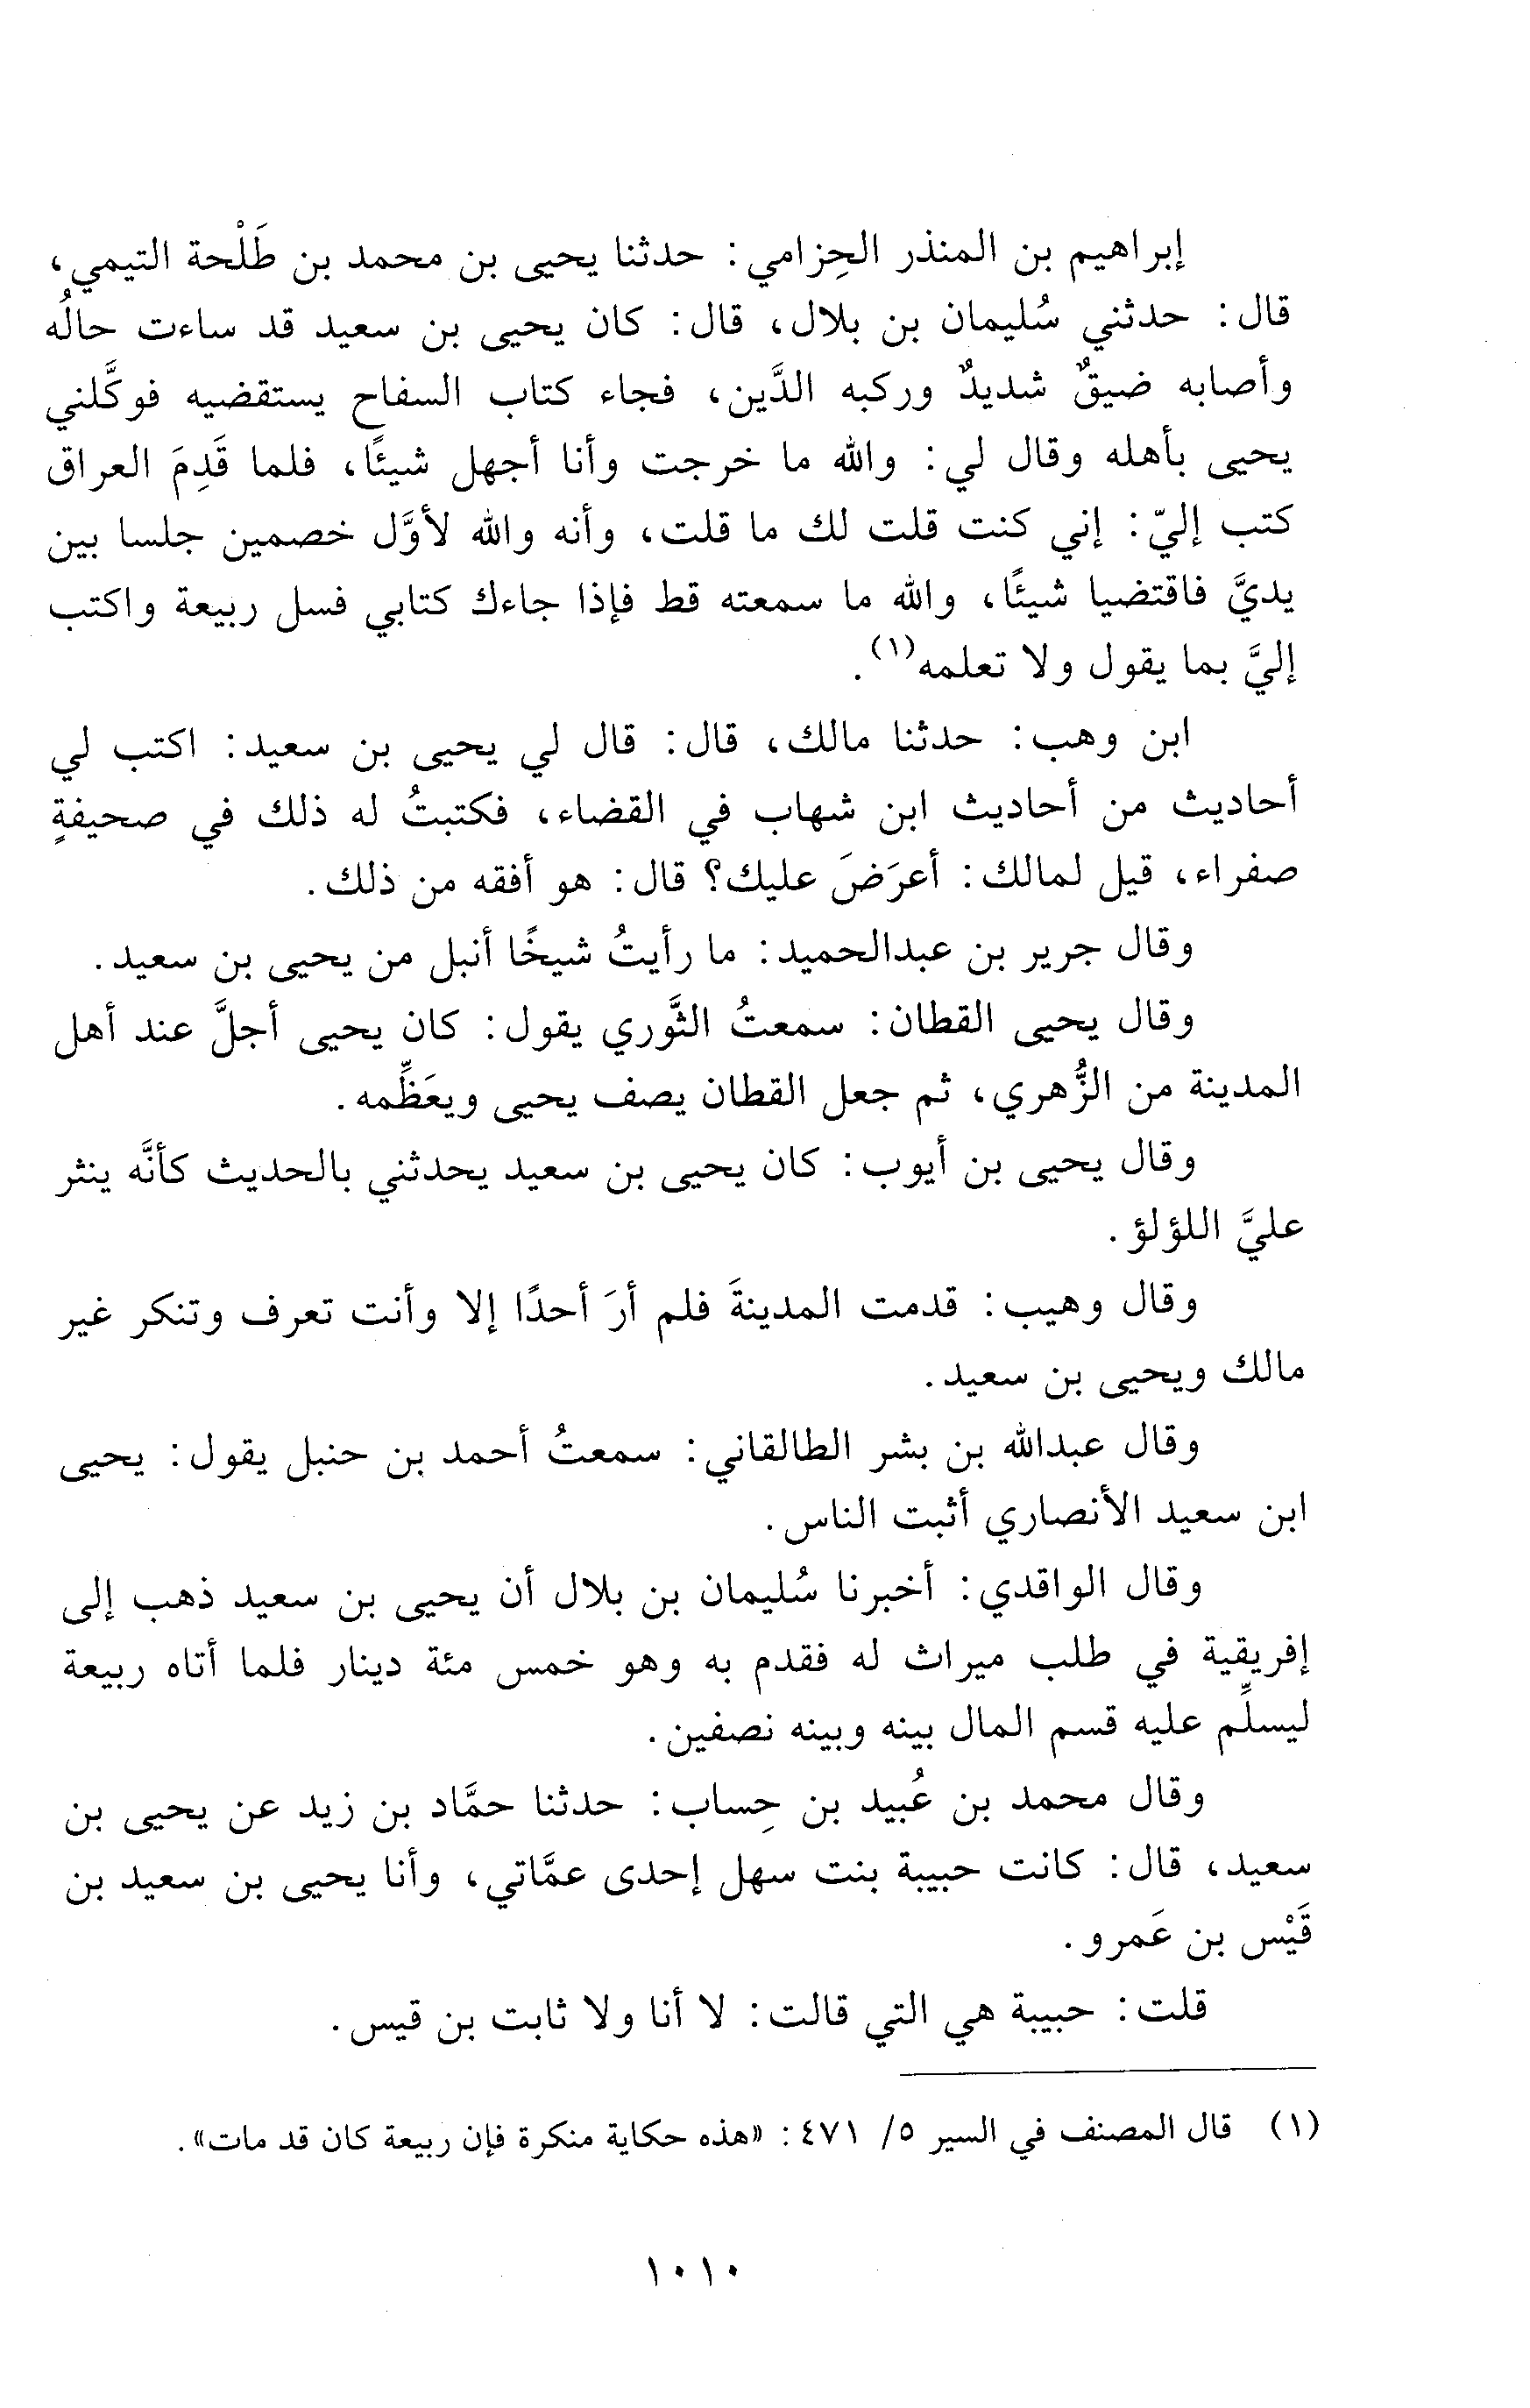 إبراهيم بن المنذر الحِزامي: حدثنا يحيى بن محمد بن طَلْحة التيمي،
قال: حدثني سُليمان بن بلال، قال: كان يحيى بن سعيد قد ساءت حالُه
وأصابه ضيقٌ شديدٌ وركبه الدَّين، فجاء كتاب السفاح يستقضيه فوكَّلني
يحيى بأهله وقال لي: والله ما خرجت وأنا أجهل شيئًا، فلما قَدِمَ العراق
كتب إليّ: إني كنت قلت لك ما قلت، وأنه والله لأوَّل خصمين جلسا بين
يديَّ فاقتضيا شيئًا، والله ما سمعته قط فإذا جاءك كتابي فسل ربيعة واكتب
إليَّ بما يقول ولا تعلمه(١).
ابن وهب: حدثنا مالك، قال: قال لي يحيى بن سعيد: اكتب لي
أحاديث من أحاديث ابن شهاب في القضاء، فكتبتُ له ذلك في صحيفةٍ
صفراء، قيل لمالك: أعرَضَ عليك؟ قال: هو أفقه من ذلك.
وقال جرير بن عبدالحميد: ما رأيتُ شيخًا أنبل من يحيى بن سعيد.
وقال يحيى القطان: سمعتُ الثَّوري يقول: كان يحيى أجلَّ عند أهل
المدينة من الزُّهري، ثم جعل القطان يصف يحيى ويعَظِّمه.
وقال يحيى بن أيوب: كان يحيى بن سعيد يحدثني بالحديث كأنَّه ينثر
عليَّ اللؤلؤ.
وقال وهيب: قدمت المدينةَ فلم أرَ أحدًا إلا وأنت تعرف وتنكر غير
مالك ويحيى بن سعيد.
وقال عبدالله بن بشر الطالقاني: سمعتُ أحمد بن حنبل يقول: يحيى
ابن سعيد الأنصاري أثبت الناس.
وقال الواقدي: أخبرنا سُليمان بن بلال أن يحيى بن سعيد ذهب إلى
إفريقية في طلب ميراث له فقدم به وهو خمس مئة دينار فلما أتاه ربيعة
ليسلِّم عليه قسم المال بينه وبينه نصفين.
وقال محمد بن عُبيد بن حِساب: حدثنا حمَّاد بن زيد عن يحيى بن
سعيد، قال: كانت حبيبة بنت سهل إحدى عمَّاتي، وأنا يحيى بن سعيد بن
قَيْس بن عَمرو.
قلت: حبيبة هي التي قالت: لا أنا ولا ثابت بن قيس.
(١) قال المصنف في السير ٥/ ٤٧١: «هذه حكاية منكرة فإن ربيعة كان قد مات».
١٠١٠